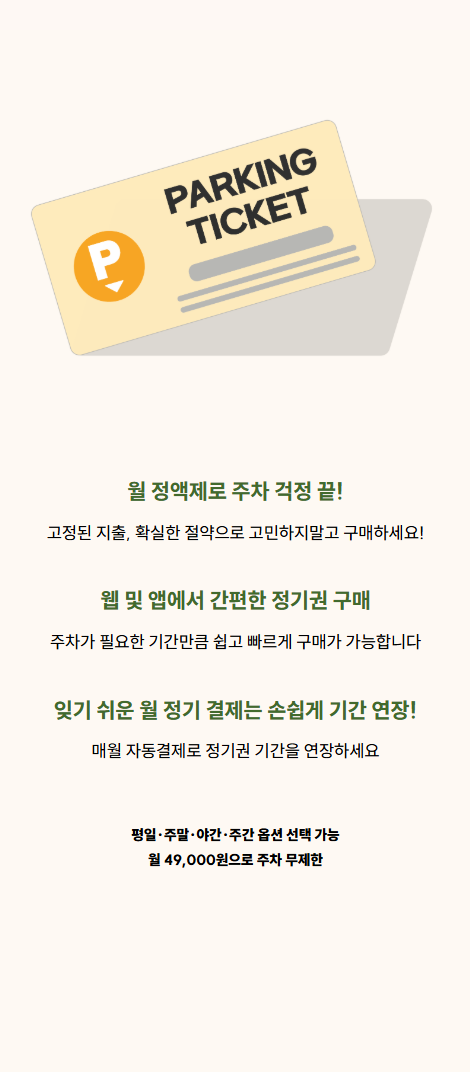 PARKING
TICKET
P
월 정액제로 주차 걱정 끝!
고정된 지출, 확실한 절약으로 고민하지말고 구매하세요!
웹 및 앱에서 간편한 정기권 구매
주차가 필요한 기간만큼 쉽고 빠르게 구매가 가능합니다
잊기 쉬운 월 정기 결제는 손쉽게 기간 연장!
매월 자동결제로 정기권 기간을 연장하세요
평일·주말·야간·주간 옵션 선택 가능
월 49,000원으로 주차 무제한